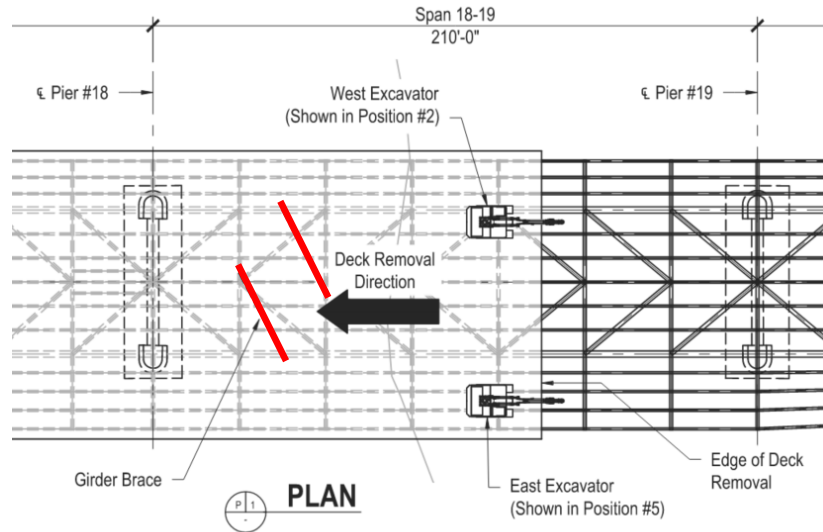 Span 18-19
210'-0"
℄ Pier #18
West Excavator
(Shown in Position #2)
℄ Pier #19
Deck Removal
Direction
Girder Brace
P 1
-
PLAN
East Excavator
(Shown in Position #5)
Edge of Deck
Removal